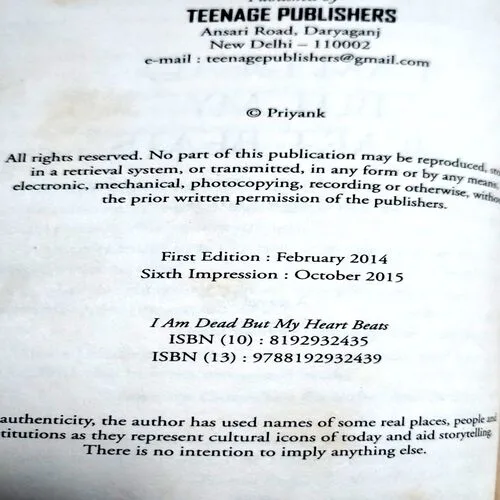 Published by
TEENAGE PUBLISHERS
Ansari Road, Daryaganj
New Delhi – 110002
e-mail : teenagepublishers@gmail.com
© Priyank
All rights reserved. No part of this publication may be reproduced,
in a retrieval system, or transmitted, in any form or by any means
electronic, mechanical, photocopying, recording or otherwise,
the prior written permission of the publishers.
First Edition : February 2014
Sixth Impression : October 2015
I Am Dead But My Heart Beats
ISBN (10) : 8192932435
ISBN (13) : 9788192932439
authenticity, the author has used names of some real places, people and
titutions as they represent cultural icons of today and aid storytelling.
There is no intention to imply anything else.